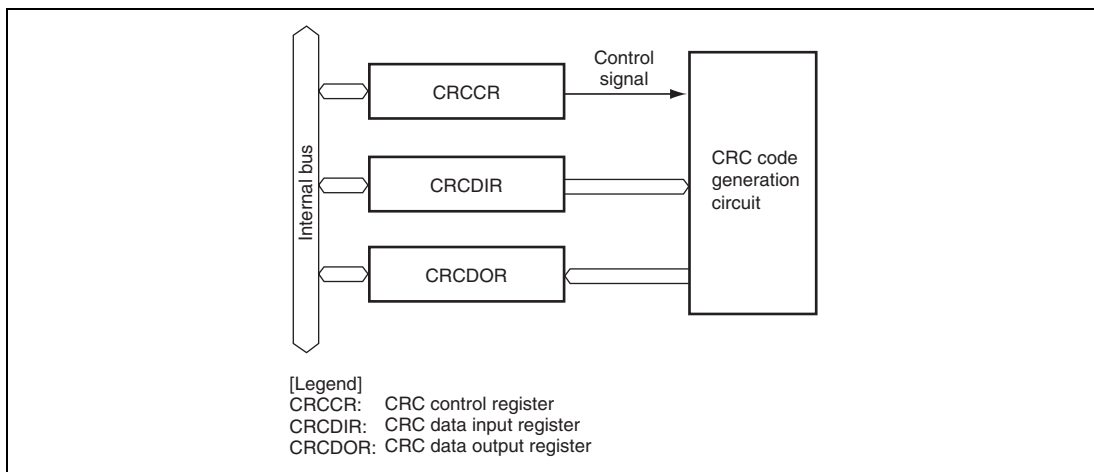 Control
signal
CRCCR
CRC code
generation
circuit
CRCDIR
Internal bus
CRCDOR
[Legend]
CRCCR: CRC control register
CRCDIR: CRC data input register
CRCDOR: CRC data output register